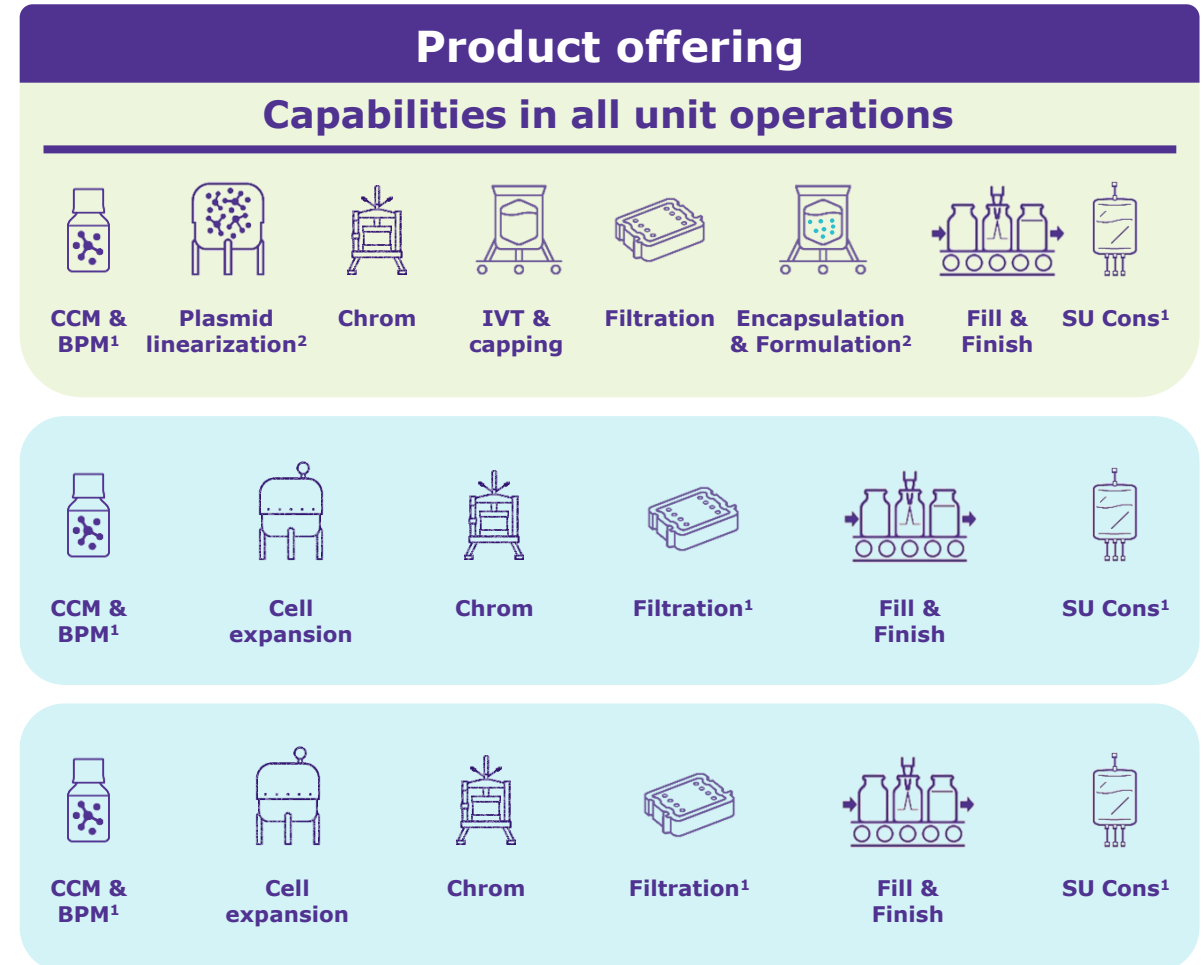 Product offering
Capabilities in all unit operations
CCM & BPM¹
Plasmid linearization²
Chrom
IVT & capping
Filtration
Encapsulation & Formulation²
Fill & Finish
SU Cons¹
CCM & BPM¹
Cell expansion
Chrom
Filtration¹
Fill & Finish
SU Cons¹
CCM & BPM¹
Cell expansion
Chrom
Filtration¹
Fill & Finish
SU Cons¹